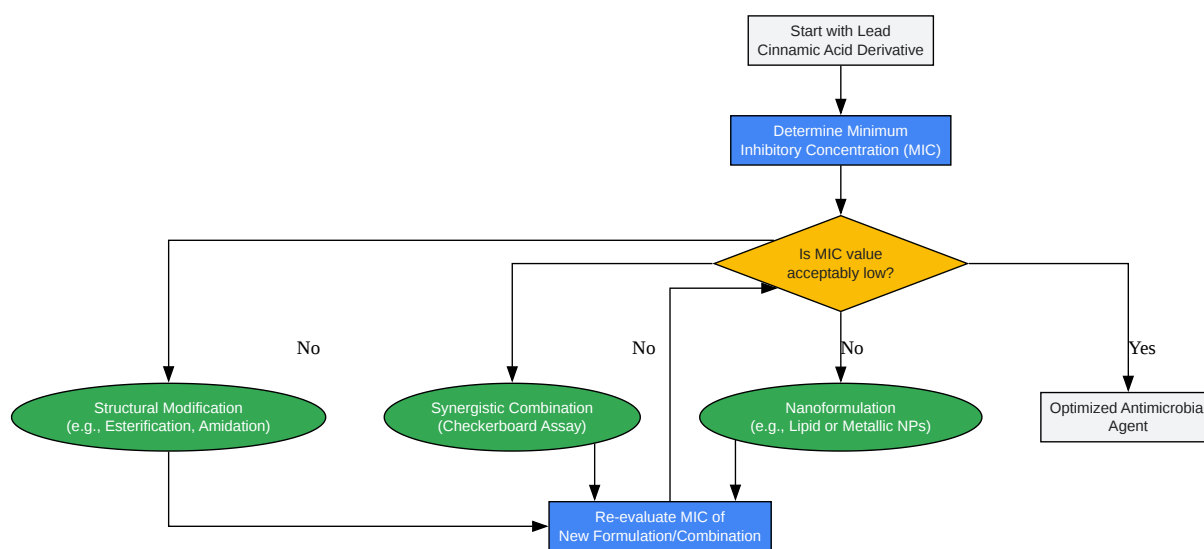 Start with Lead
Cinnamic Acid Derivative
Determine Minimum
Inhibitory Concentration (MIC)
Is MIC value
acceptably low?
No
No
No
Yes
Structural Modification
(e.g., Esterification, Amidation)
Synergistic Combination
(Checkerboard Assay)
Nanoformulation
(e.g., Lipid or Metallic NPs)
Optimized Antimicrobia
Agent
Re-evaluate MIC of
New Formulation/Combination